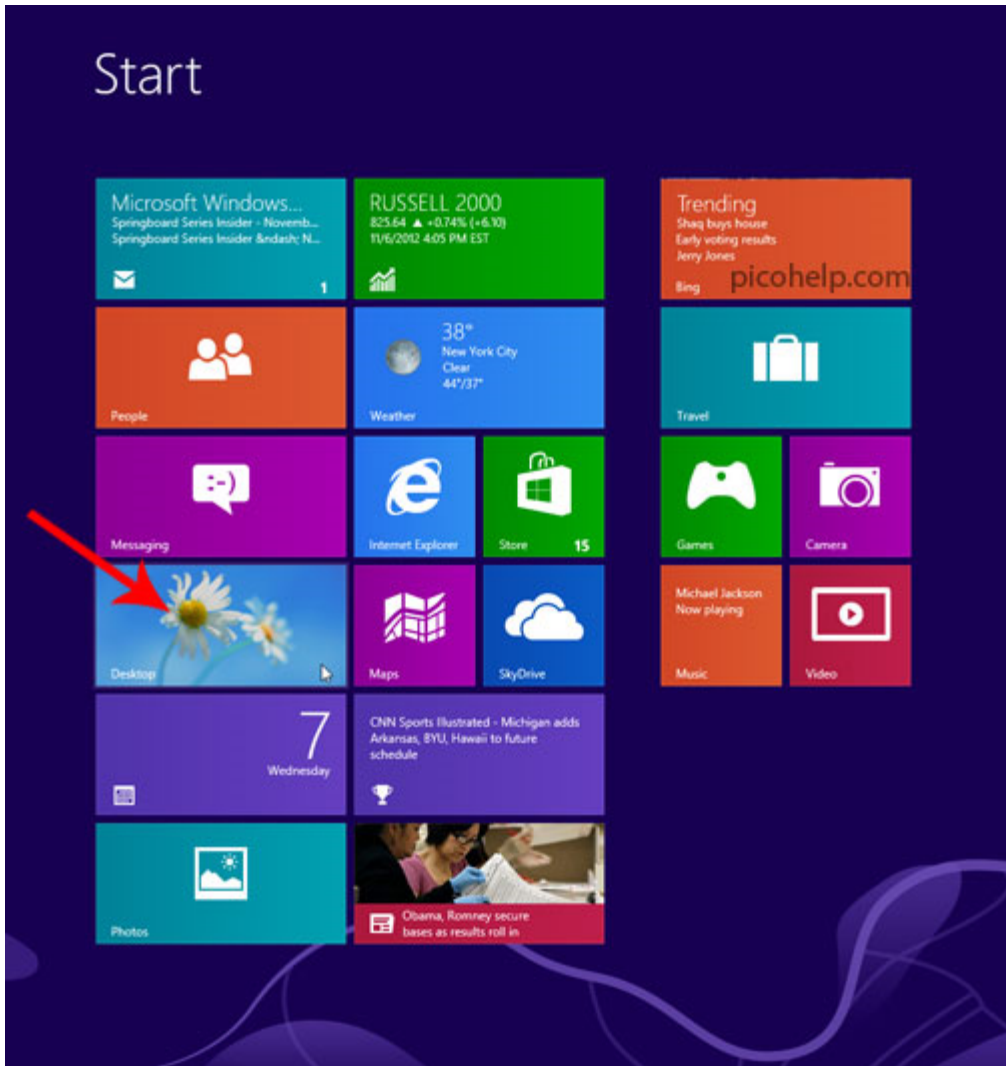 Start
Microsoft Windows...
Springboard Series Insider - Novemb...
Springboard Series Insider &ndash; N...
1
RUSSELL 2000
825.64 ▲ +0.74% (+6.10)
11/6/2012 4:05 PM EST
Trending
Shaq buys house
Early voting results
Jerry Jones
Bing
picohelp.com
People
38°
New York City
Clear
44°/37°
Weather
Travel
:-)
Messaging
Internet Explorer
Store 15
Games
Camera
Desktop
Maps
SkyDrive
Michael Jackson
Now playing
Music
Video
7
Wednesday
CNN Sports Illustrated - Michigan adds
Arkansas, BYU, Hawaii to future
schedule
Photos
Obama, Romney secure
bases as results roll in